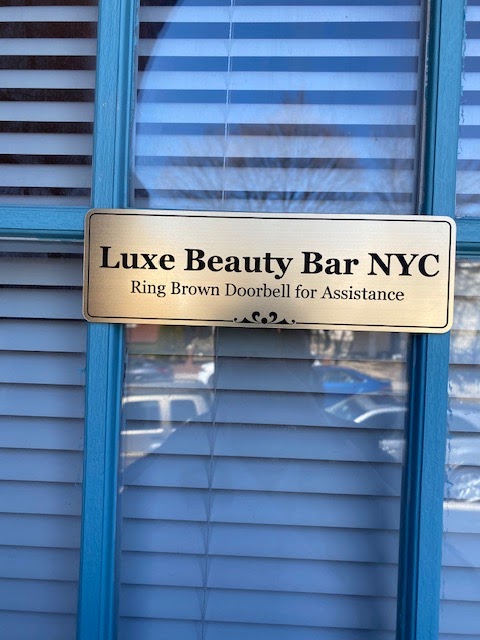 Luxe Beauty Bar NYC
Ring Brown Doorbell for Assistance